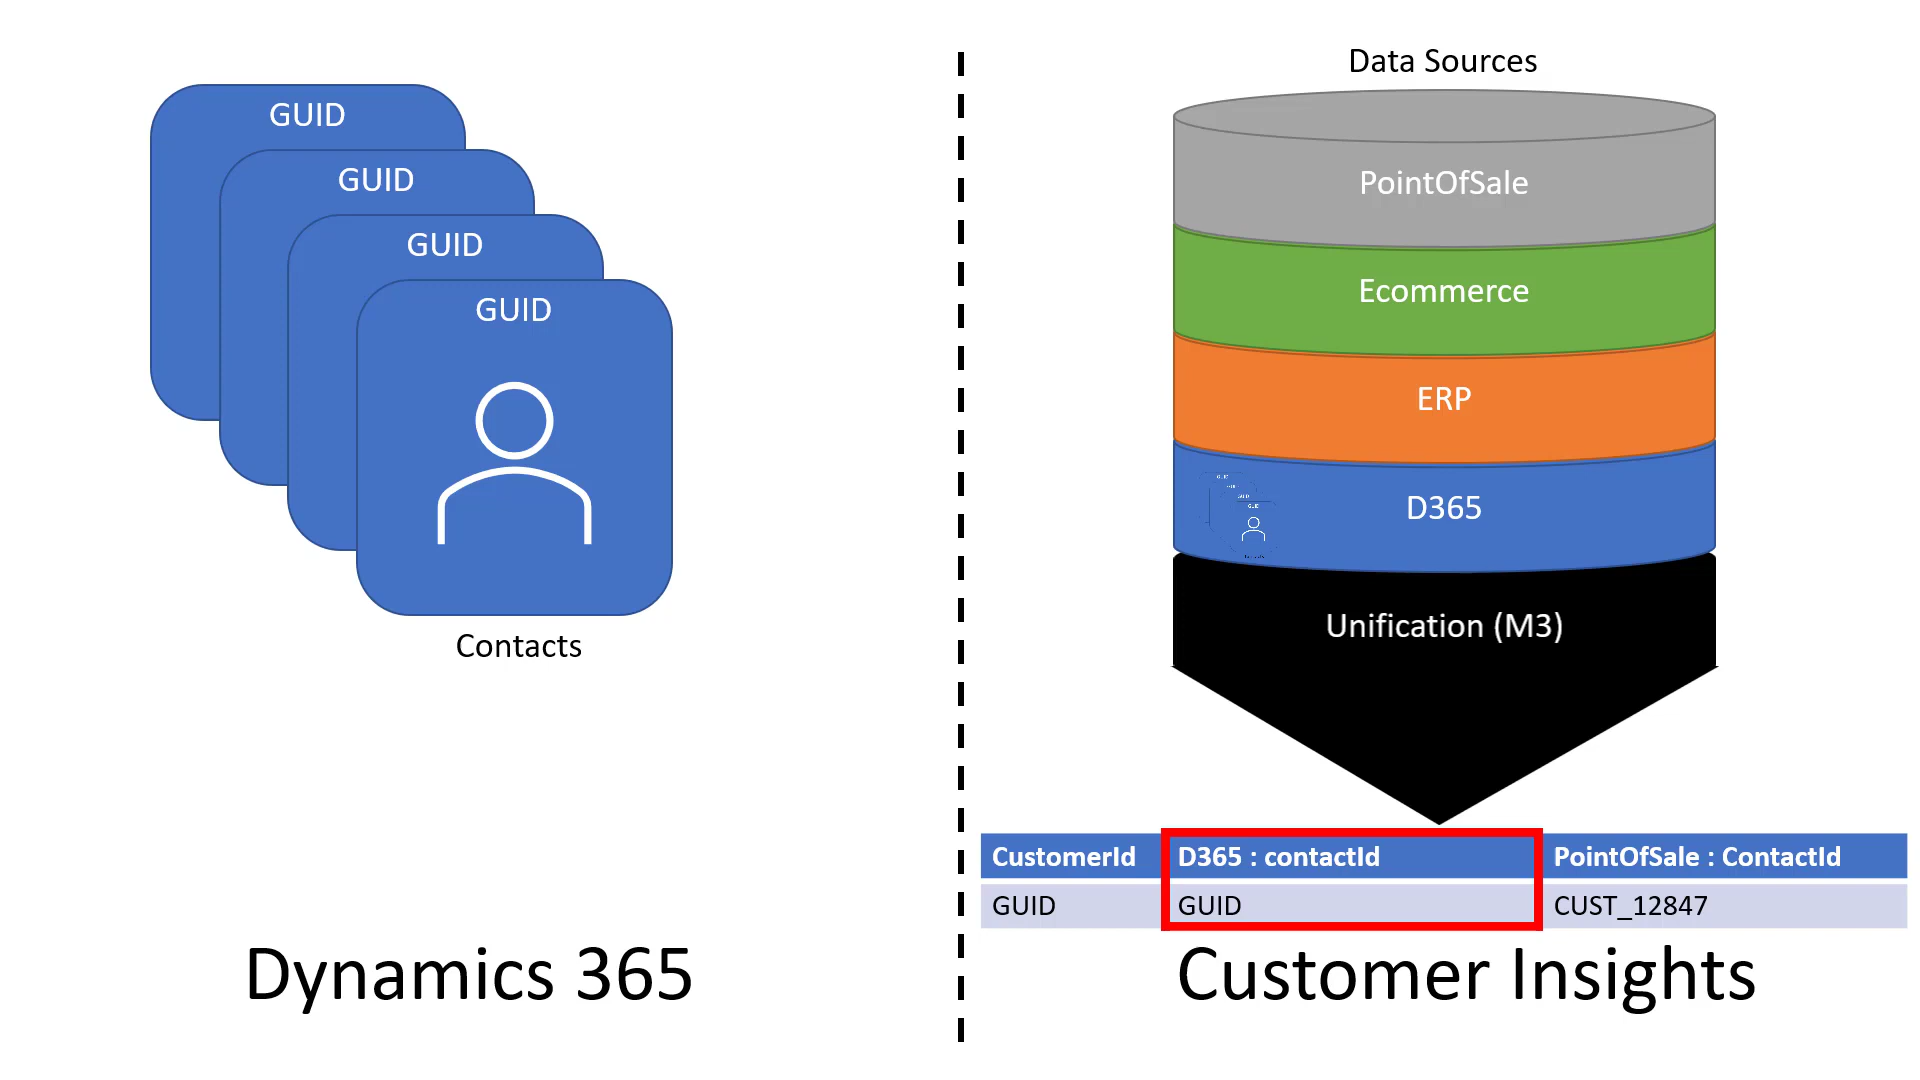 GUID
GUID
GUID
GUID
Contacts
Dynamics 365
Data Sources
PointOfSale
Ecommerce
ERP
D365
Unification (M3)
CustomerId D365 : contactId PointOfSale : ContactId
GUID GUID CUST_12847
Customer Insights